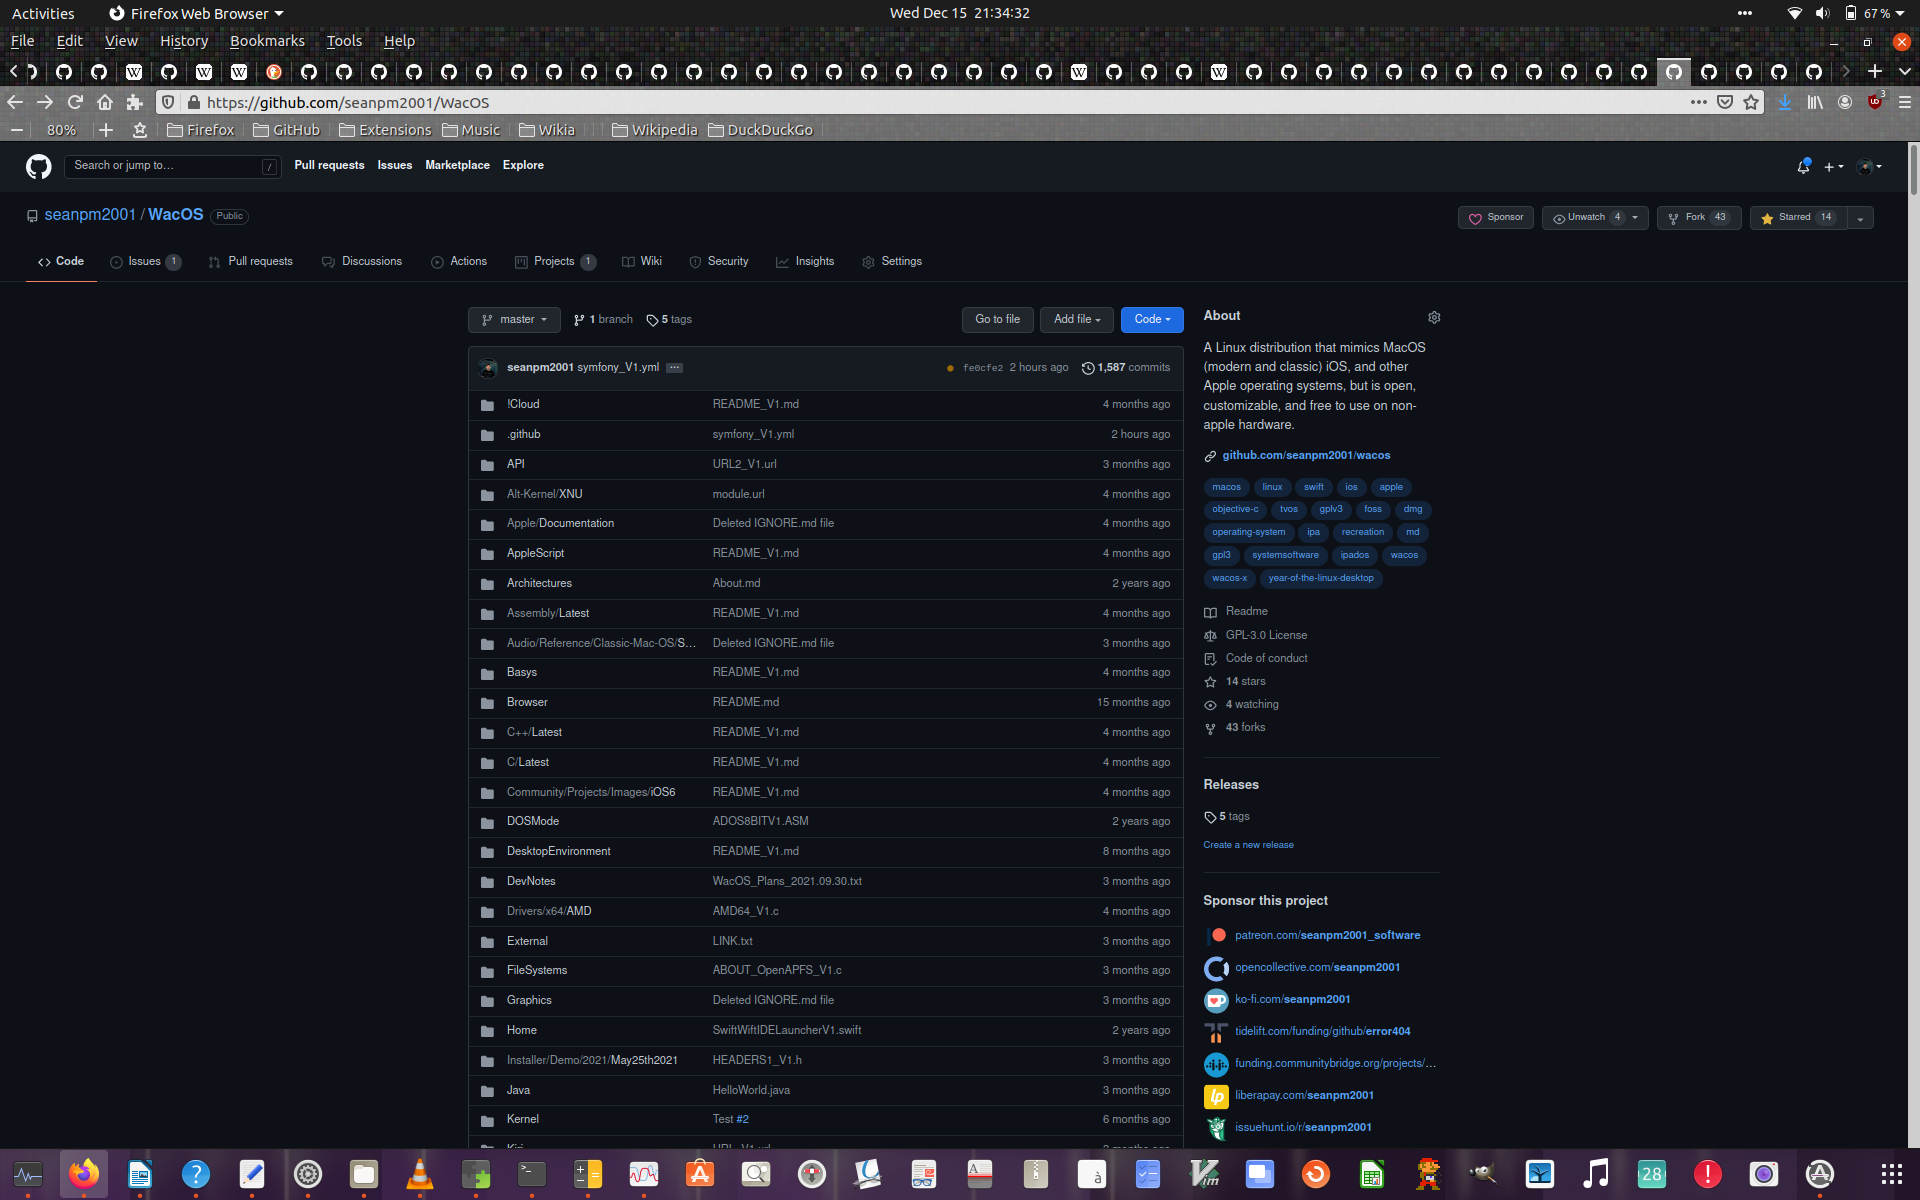 Activities Firefox Web Browser Wed Dec 15 21:34:32 67 %
File Edit View History Bookmarks Tools Help
https://github.com/seanpm2001/WacOS 3
80% Firefox GitHub Extensions Music Wikia Wikipedia DuckDuckGo
Search or jump to… / Pull requests Issues Marketplace Explore
seanpm2001 / WacOS Public Sponsor Unwatch 4 Fork 43 Starred 14
Code Issues 1 Pull requests Discussions Actions Projects 1 Wiki Security Insights Settings
master 1 branch 5 tags Go to file Add file Code
seanpm2001 symfony_V1.yml fe0cfe2 2 hours ago 1,587 commits
!Cloud README_V1.md 4 months ago
.github symfony_V1.yml 2 hours ago
API URL2_V1.url 3 months ago
Alt-Kernel/XNU module.url 4 months ago
Apple/Documentation Deleted IGNORE.md file 4 months ago
AppleScript README_V1.md 4 months ago
Architectures About.md 2 years ago
Assembly/Latest README_V1.md 4 months ago
Audio/Reference/Classic-Mac-OS/S… Deleted IGNORE.md file 3 months ago
Basys README_V1.md 4 months ago
Browser README.md 15 months ago
C++/Latest README_V1.md 4 months ago
C/Latest README_V1.md 4 months ago
Community/Projects/Images/iOS6 README_V1.md 4 months ago
DOSMode ADOS8BITV1.ASM 2 years ago
DesktopEnvironment README_V1.md 8 months ago
DevNotes WacOS_Plans_2021.09.30.txt 3 months ago
Drivers/x64/AMD AMD64_V1.c 4 months ago
External LINK.txt 3 months ago
FileSystems ABOUT_OpenAPFS_V1.c 3 months ago
Graphics Deleted IGNORE.md file 3 months ago
Home SwiftWiftIDELauncherV1.swift 2 years ago
Installer/Demo/2021/May25th2021 HEADERS1_V1.h 3 months ago
Java HelloWorld.java 3 months ago
Kernel Test #2 6 months ago
About
A Linux distribution that mimics MacOS
(modern and classic) iOS, and other
Apple operating systems, but is open,
customizable, and free to use on non-
apple hardware.
github.com/seanpm2001/wacos
macos linux swift ios apple
objective-c tvos gplv3 foss dmg
operating-system ipa recreation md
gpl3 systemsoftware ipados wacos
wacos-x year-of-the-linux-desktop
Readme
GPL-3.0 License
Code of conduct
14 stars
4 watching
43 forks
Releases
5 tags
Create a new release
Sponsor this project
patreon.com/seanpm2001_software
opencollective.com/seanpm2001
ko-fi.com/seanpm2001
tidelift.com/funding/github/error404
funding.communitybridge.org/projects/…
liberapay.com/seanpm2001
issuehunt.io/r/seanpm2001
28